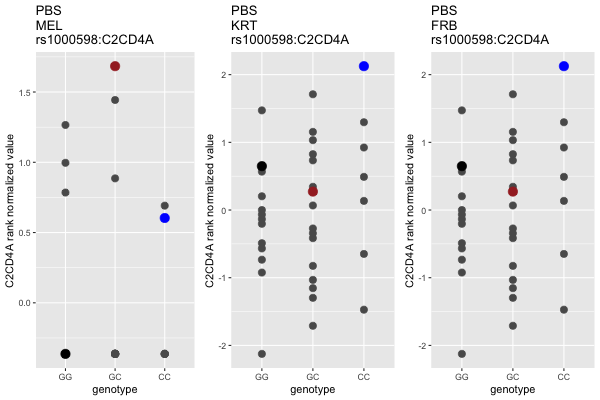 PBS
MEL
rs1000598:C2CD4A
C2CD4A rank normalized value
1.5
1.0
0.5
0.0
GG GC CC
genotype
PBS
KRT
rs1000598:C2CD4A
C2CD4A rank normalized value
2
1
0
-1
-2
GG GC CC
genotype
PBS
FRB
rs1000598:C2CD4A
C2CD4A rank normalized value
2
1
0
-1
-2
GG GC CC
genotype